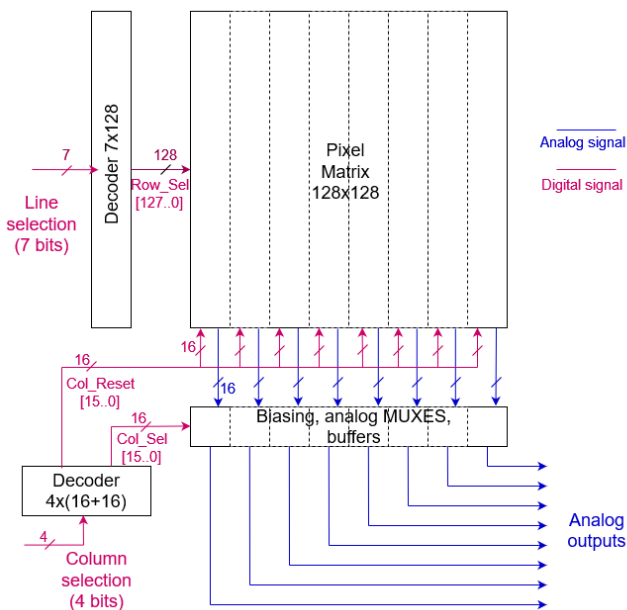 Decoder 7x128
7
Line
selection
(7 bits)
128
Row_Sel
[127..0]
Pixel
Matrix
128x128
Analog signal
Digital signal
16
16
16
Col_Reset
[15..0]
16
Col_Sel
[15..0]
Biasing, analog MUXES,
buffers
Decoder
4x(16+16)
4
Column
selection
(4 bits)
Analog
outputs